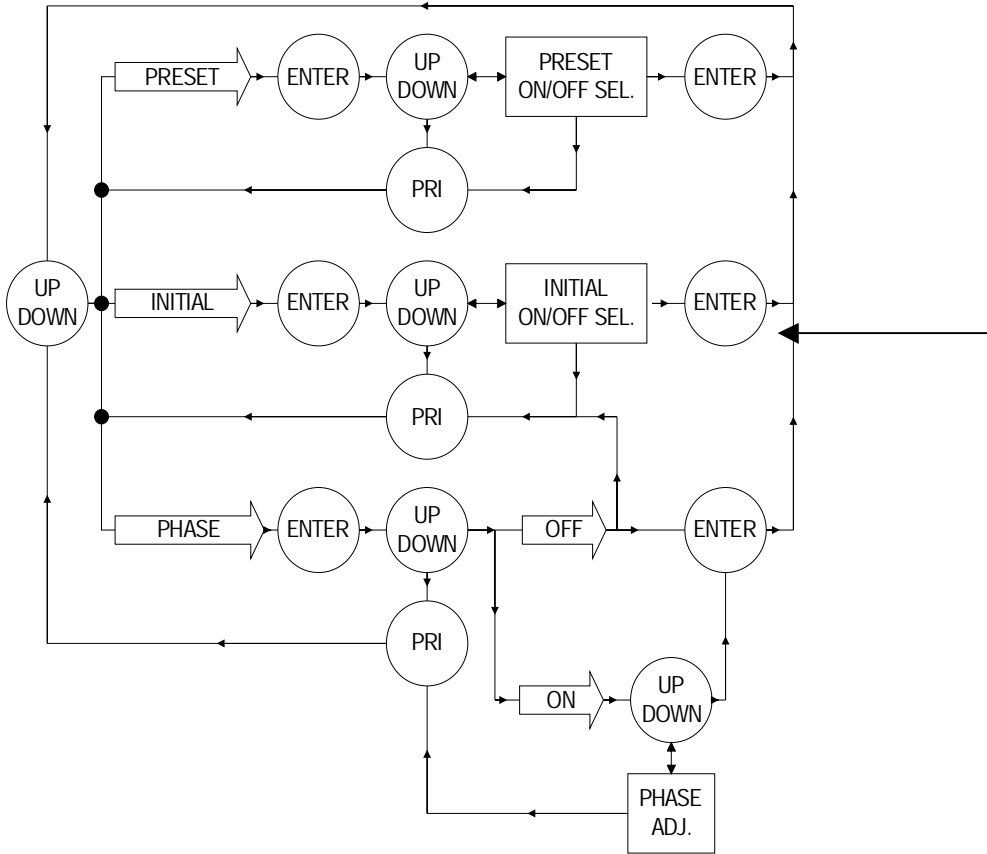 PRESET
ENTER
UP
DOWN
PRESET
ON/OFF SEL.
ENTER
PRI
UP
DOWN
INITIAL
ENTER
UP
DOWN
INITIAL
ON/OFF SEL.
ENTER
PRI
PHASE
ENTER
UP
DOWN
OFF
ENTER
PRI
ON
UP
DOWN
PHASE
ADJ.